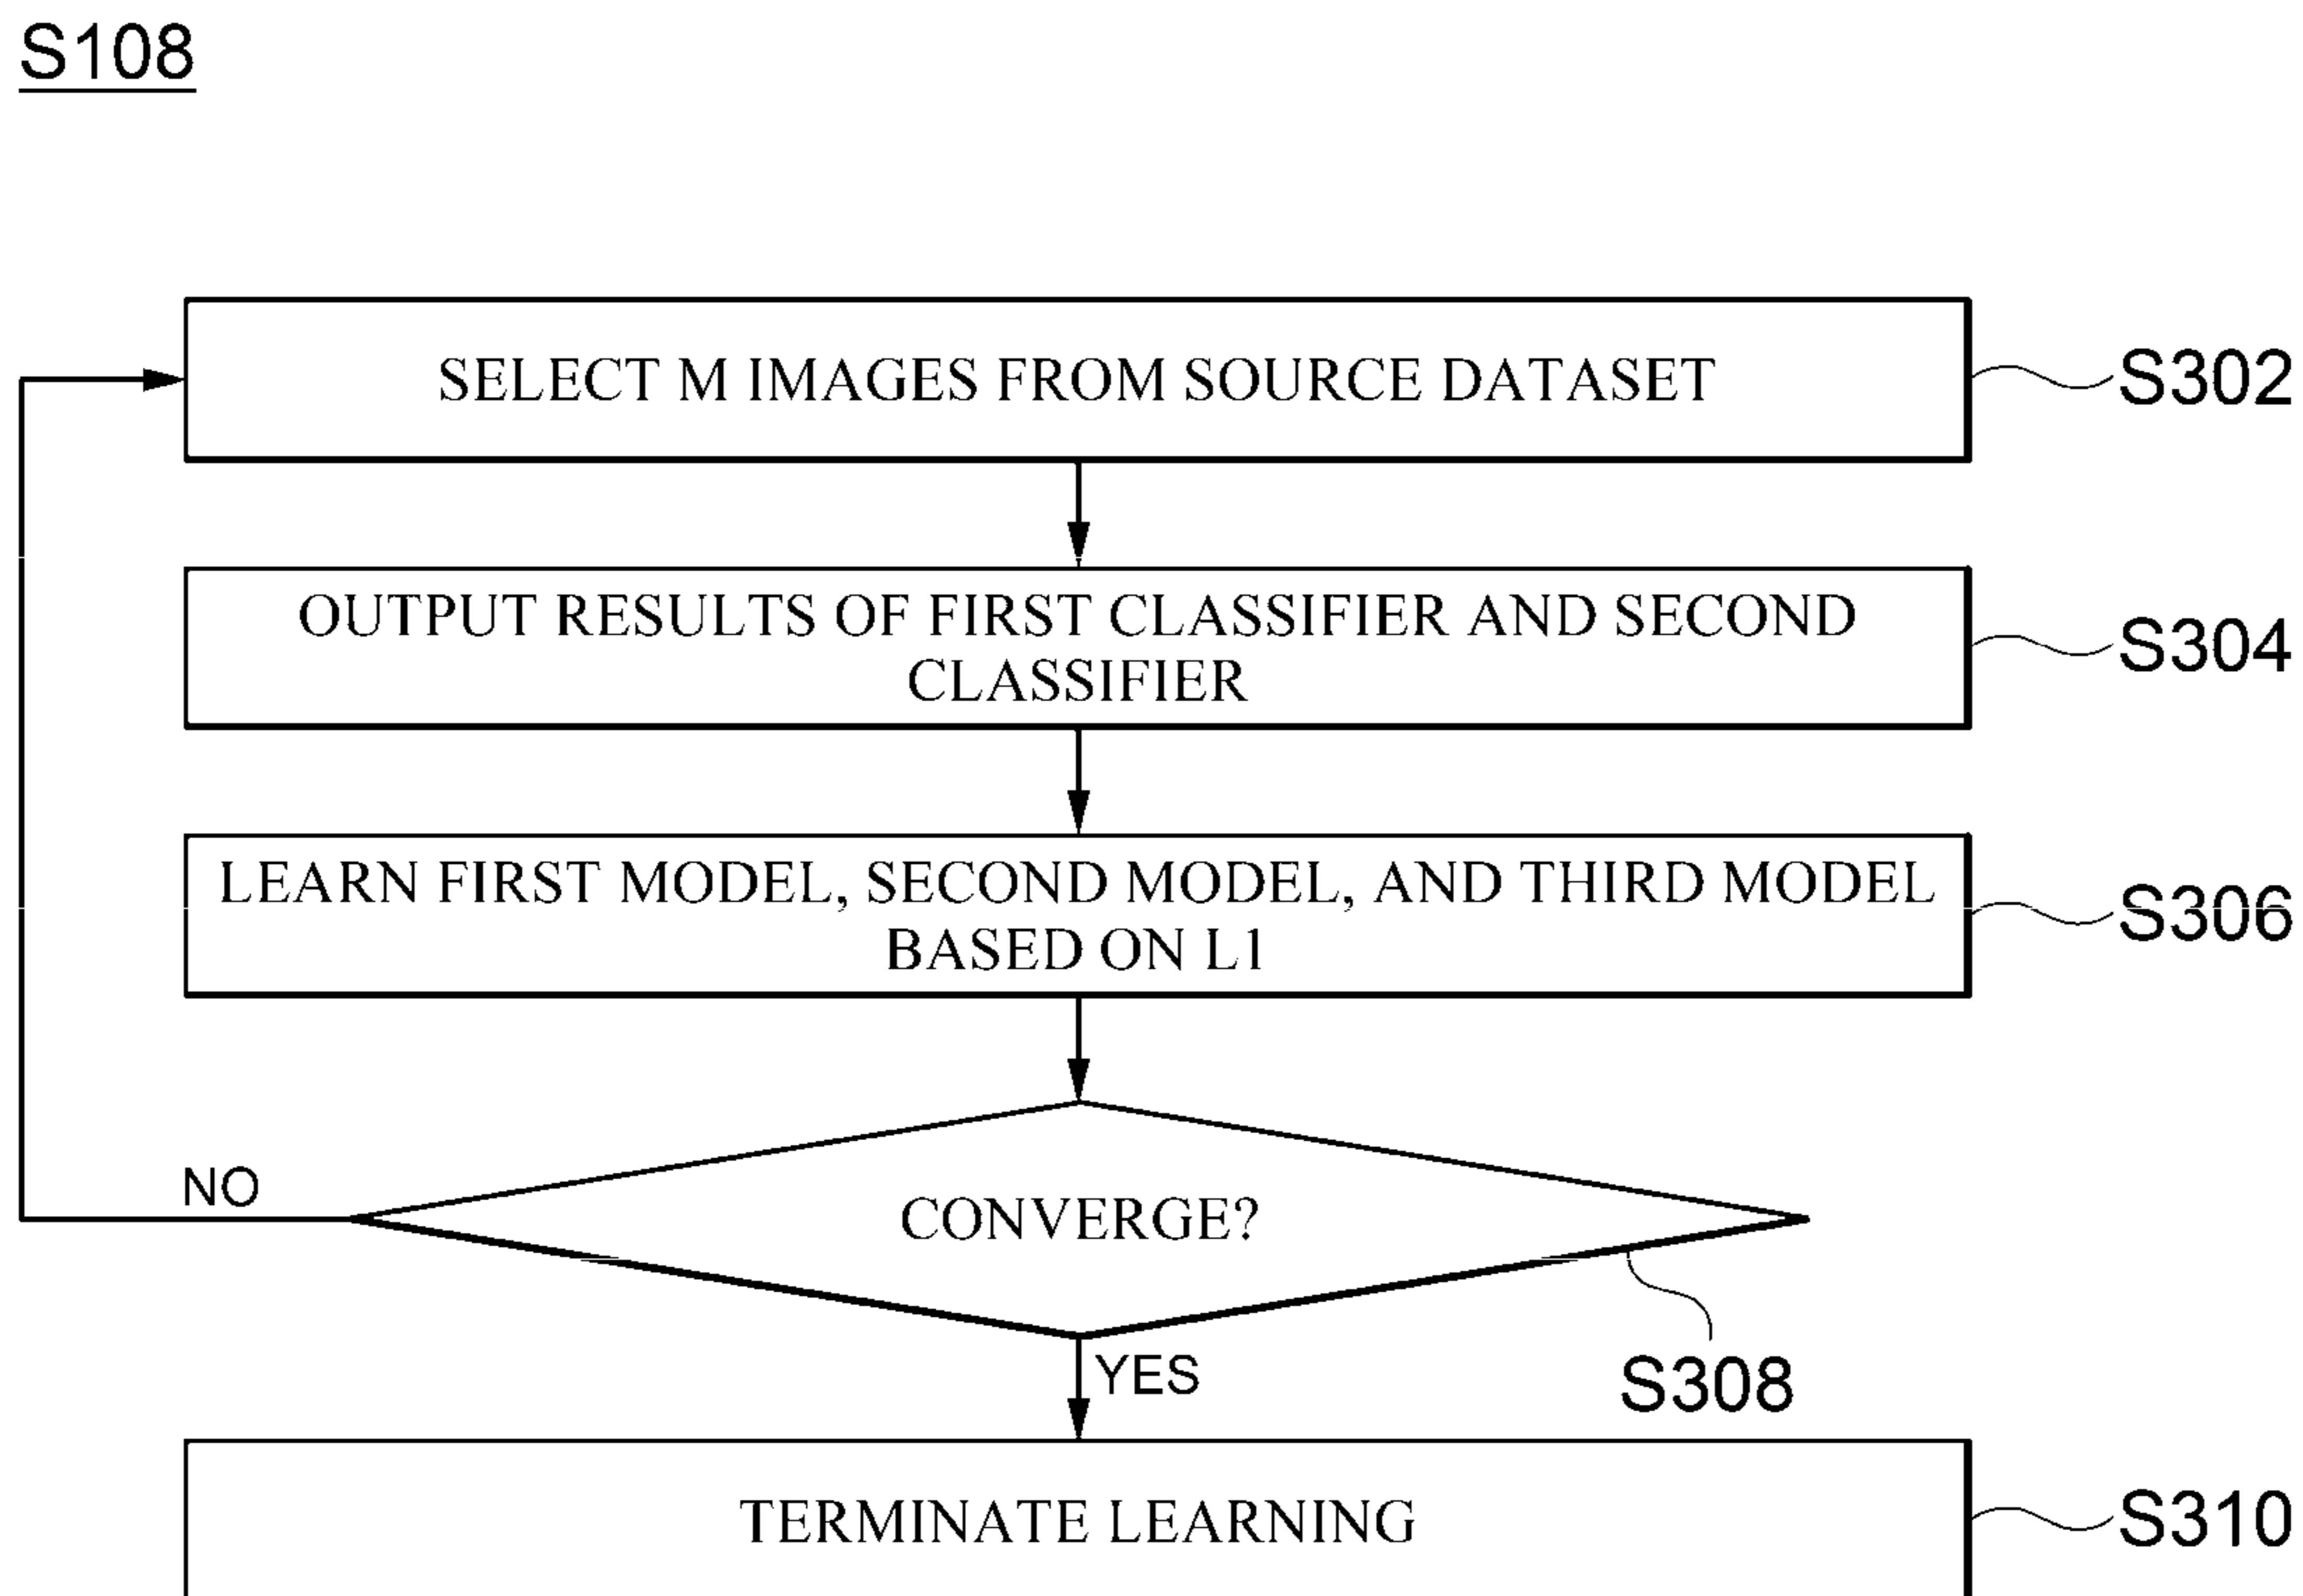 S108
SELECT M IMAGES FROM SOURCE DATASET
S302
OUTPUT RESULTS OF FIRST CLASSIFIER AND SECOND
CLASSIFIER
S304
LEARN FIRST MODEL, SECOND MODEL, AND THIRD MODEL
BASED ON L1
S306
NO
CONVERGE?
YES
S308
TERMINATE LEARNING
S310